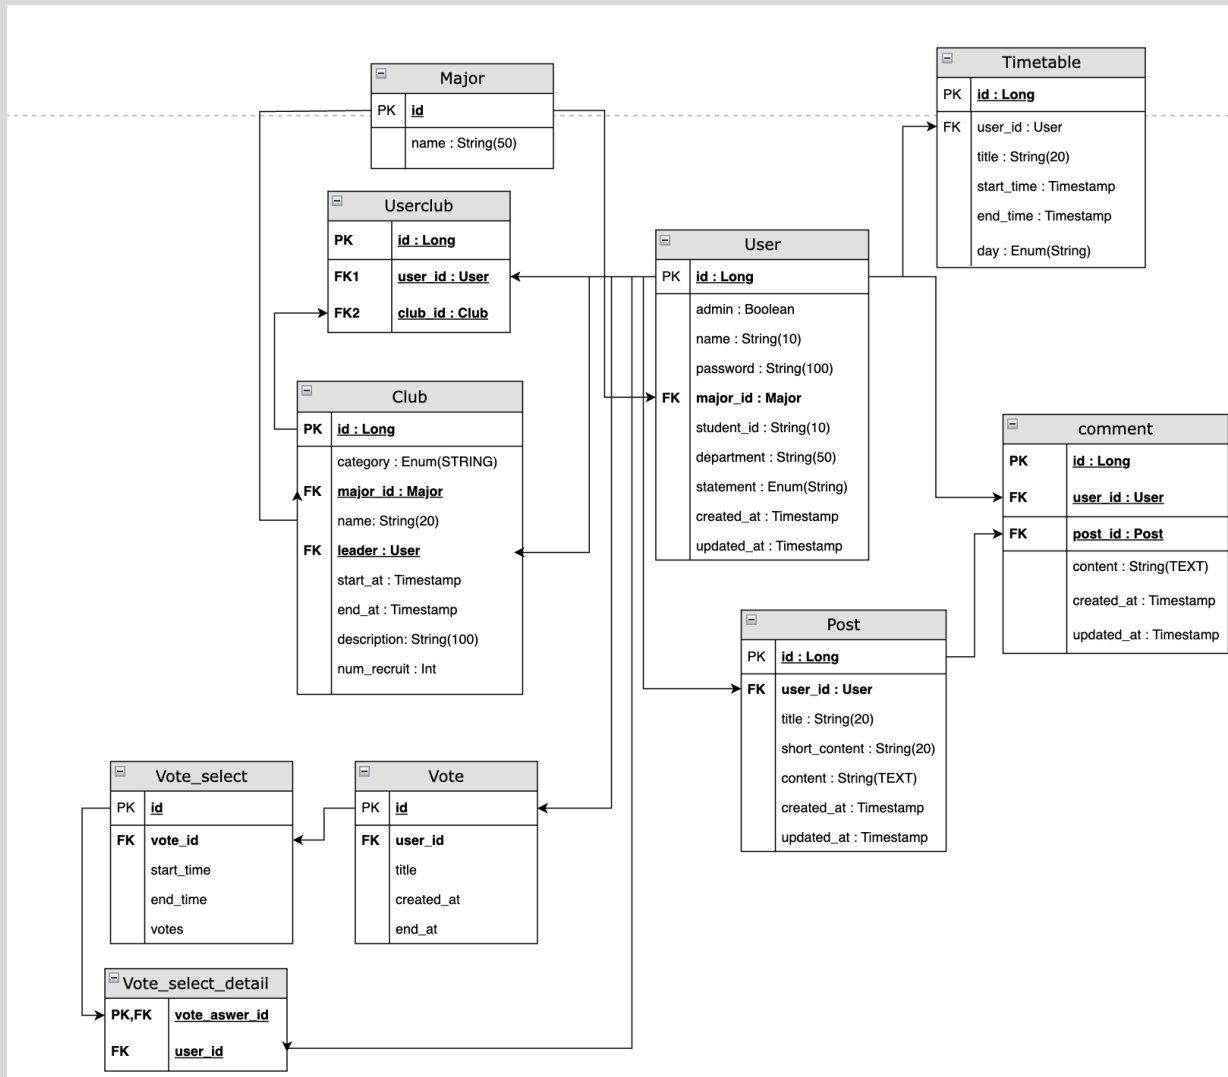 Major
PK id
name : String(50)
Userclub
PK id : Long
FK1 user_id : User
FK2 club_id : Club
Club
PK id : Long
category : Enum(STRING)
FK major_id : Major
name: String(20)
FK leader : User
start_at : Timestamp
end_at : Timestamp
description: String(100)
num_recruit : Int
User
PK id : Long
admin : Boolean
name : String(10)
password : String(100)
FK major_id : Major
student_id : String(10)
department : String(50)
statement : Enum(String)
created_at : Timestamp
updated_at : Timestamp
Timetable
PK id : Long
FK user_id : User
title : String(20)
start_time : Timestamp
end_time : Timestamp
day : Enum(String)
comment
PK id : Long
FK user_id : User
FK post_id : Post
content : String(TEXT)
created_at : Timestamp
updated_at : Timestamp
Post
PK id : Long
FK user_id : User
title : String(20)
short_content : String(20)
content : String(TEXT)
created_at : Timestamp
updated_at : Timestamp
Vote_select
PK id
FK vote_id
start_time
end_time
votes
Vote
PK id
FK user_id
title
created_at
end_at
Vote_select_detail
PK,FK vote_aswer_id
FK user_id